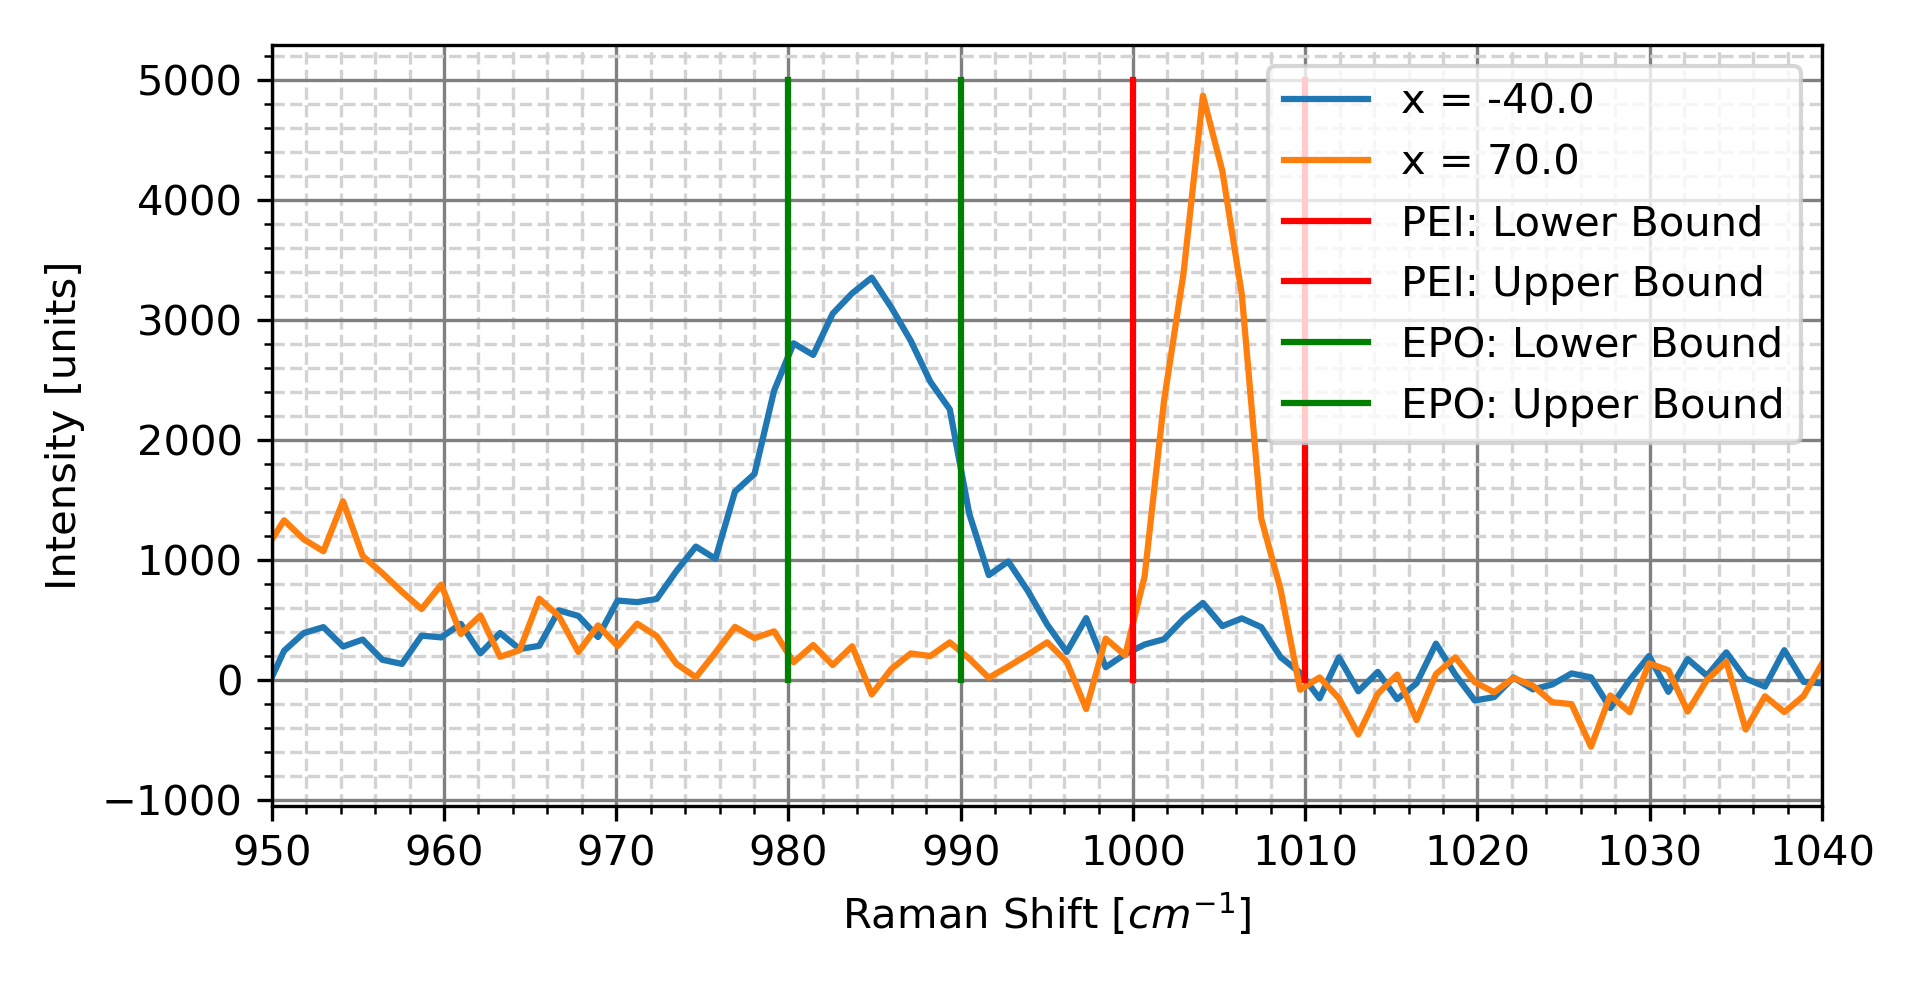 5000
4000
3000
2000
1000
0
−1000
Intensity [units]
x = -40.0
x = 70.0
PEI: Lower Bound
PEI: Upper Bound
EPO: Lower Bound
EPO: Upper Bound
950 960 970 980 990 1000 1010 1020 1030 1040
Raman Shift [cm⁻¹]